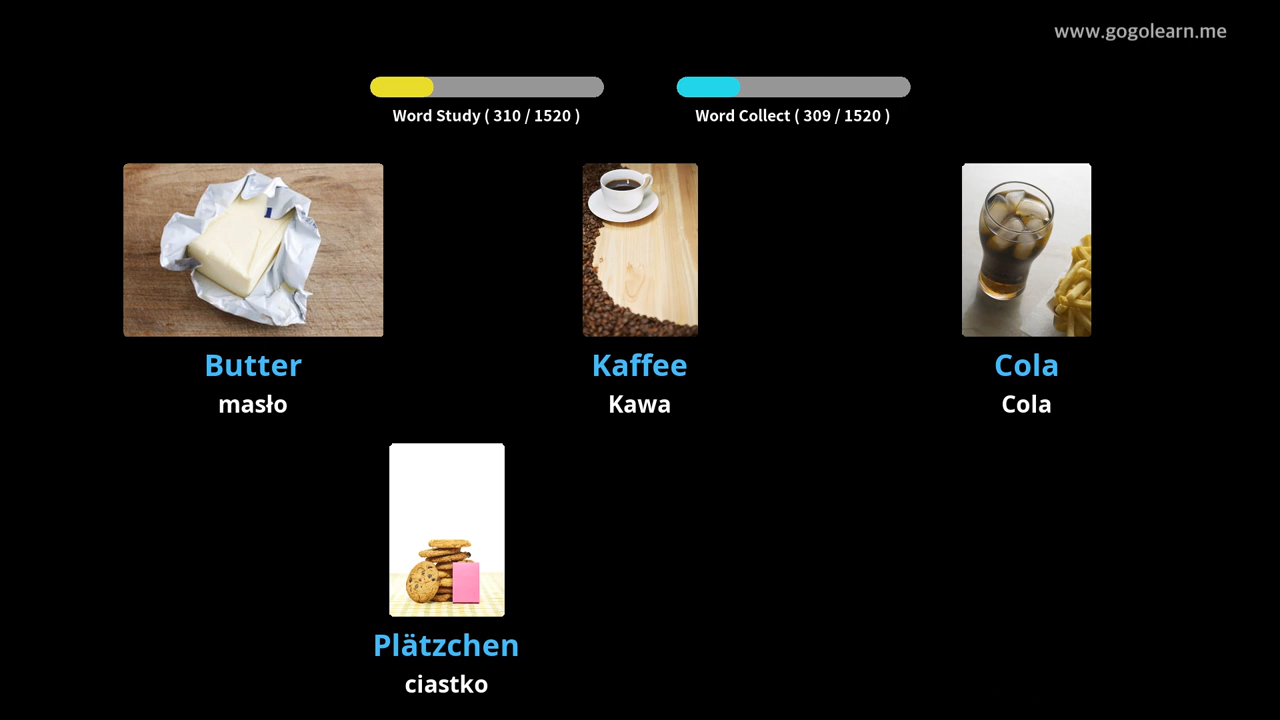 www.gogolearn.me
Word Study ( 310 / 1520 )
Word Collect ( 309 / 1520 )
Butter
masło
Kaffee
Kawa
Cola
Cola
Plätzchen
ciastko